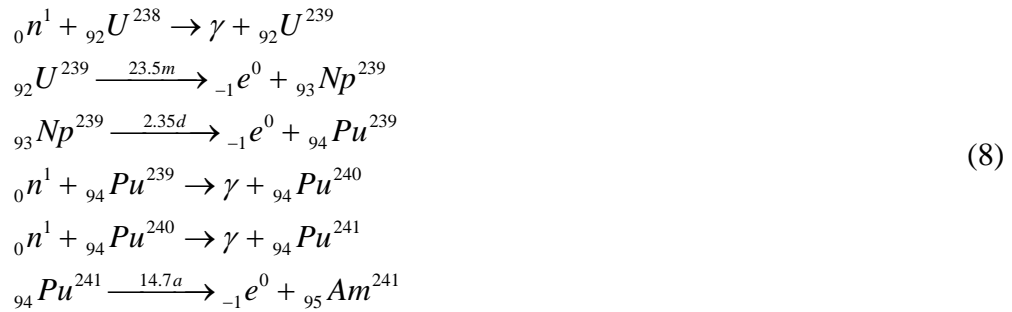 ₀n¹ + ₉₂U²³⁸ → γ + ₉₂U²³⁹
₉₂U²³⁹ —23.5m→ ₋₁e⁰ + ₉₃Np²³⁹
₉₃Np²³⁹ —2.35d→ ₋₁e⁰ + ₉₄Pu²³⁹
₀n¹ + ₉₄Pu²³⁹ → γ + ₉₄Pu²⁴⁰
(8)
₀n¹ + ₉₄Pu²⁴⁰ → γ + ₉₄Pu²⁴¹
₉₄Pu²⁴¹ —14.7a→ ₋₁e⁰ + ₉₅Am²⁴¹